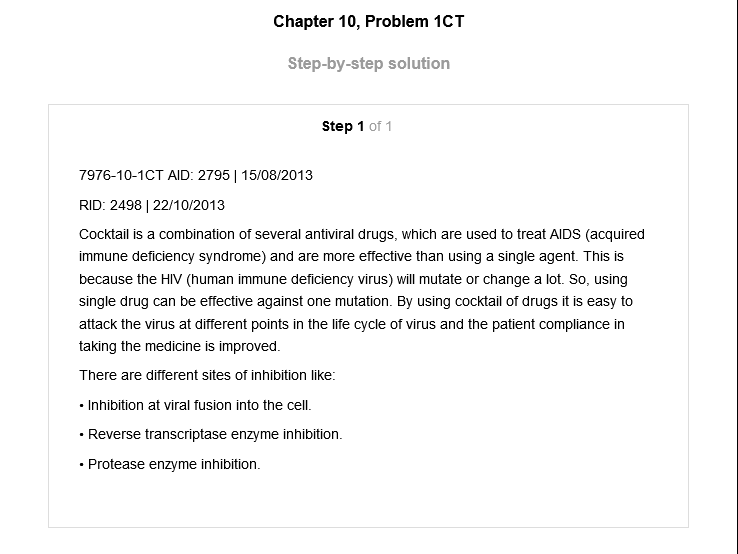 Chapter 10, Problem 1CT
Step-by-step solution
Step 1 of 1
7976-10-1CT AID: 2795 | 15/08/2013
RID: 2498 | 22/10/2013
Cocktail is a combination of several antiviral drugs, which are used to treat AIDS (acquired
immune deficiency syndrome) and are more effective than using a single agent. This is
because the HIV (human immune deficiency virus) will mutate or change a lot. So, using
single drug can be effective against one mutation. By using cocktail of drugs it is easy to
attack the virus at different points in the life cycle of virus and the patient compliance in
taking the medicine is improved.
There are different sites of inhibition like:
• Inhibition at viral fusion into the cell.
• Reverse transcriptase enzyme inhibition.
• Protease enzyme inhibition.